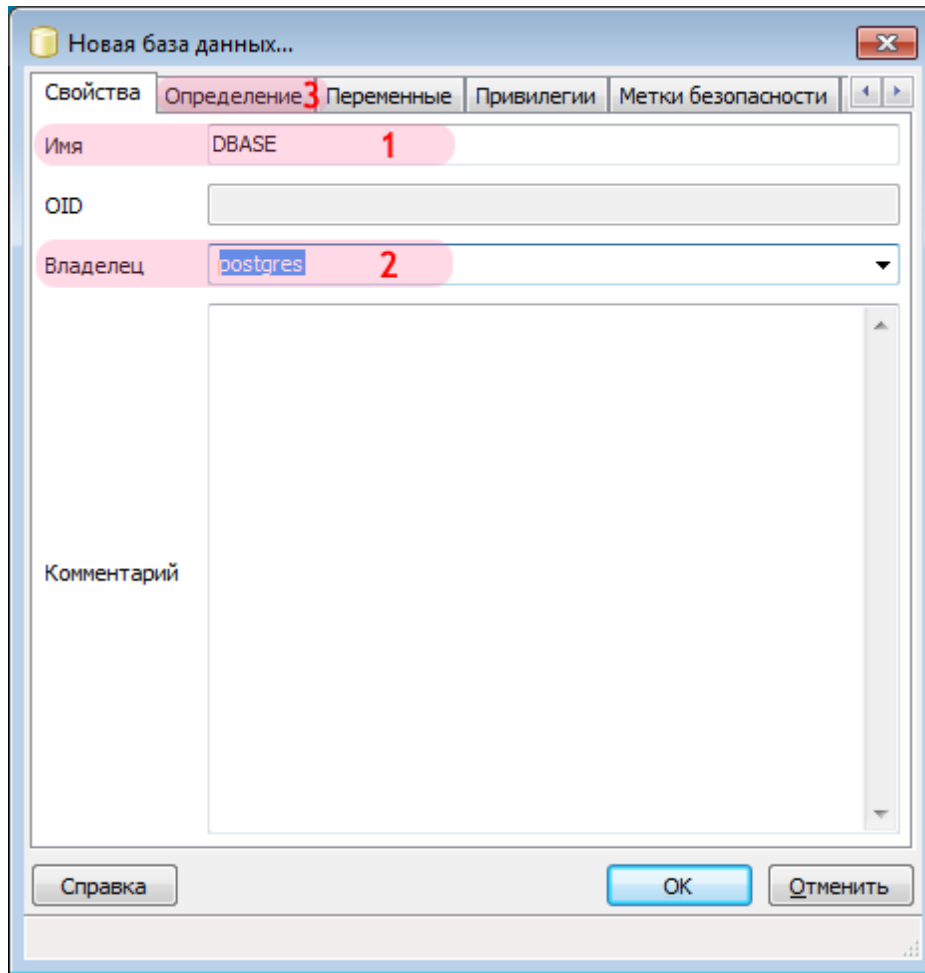 Новая база данных...
Свойства Определение 3 Переменные Привилегии Метки безопасности
Имя DBASE 1
OID
Владелец postgres 2
Комментарий
Справка OK Отменить